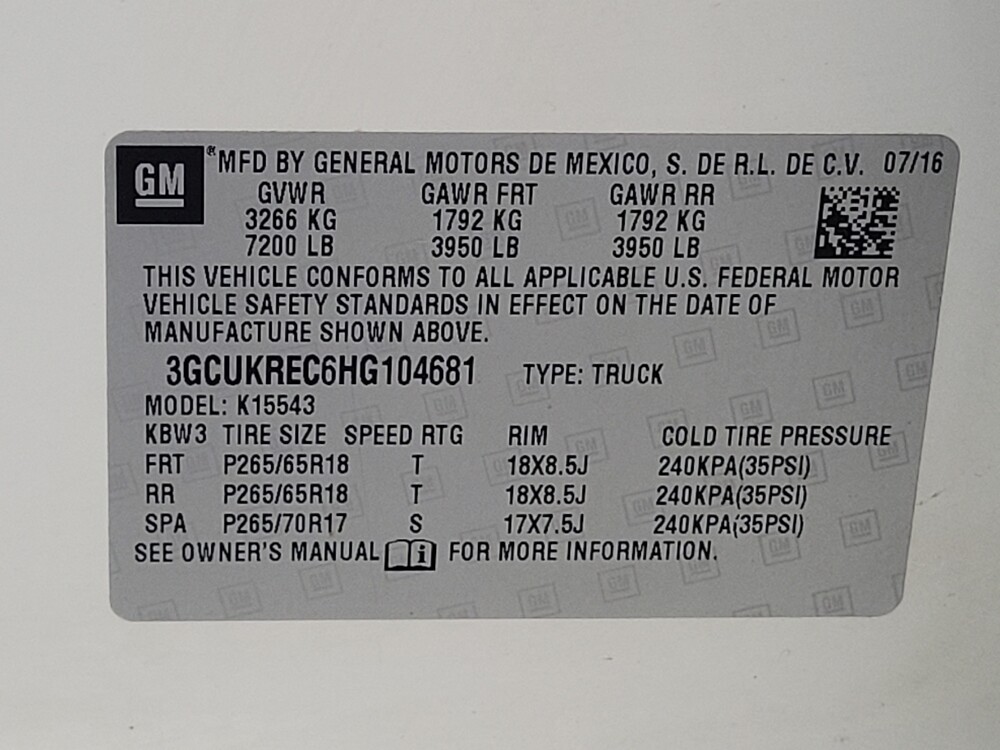 GM ® MFD BY GENERAL MOTORS DE MEXICO, S. DE R.L. DE C.V. 07/16
GVWR GAWR FRT GAWR RR
3266 KG 1792 KG 1792 KG
7200 LB 3950 LB 3950 LB
THIS VEHICLE CONFORMS TO ALL APPLICABLE U.S. FEDERAL MOTOR
VEHICLE SAFETY STANDARDS IN EFFECT ON THE DATE OF
MANUFACTURE SHOWN ABOVE.
3GCUKREC6HG104681 TYPE: TRUCK
MODEL: K15543
KBW3 TIRE SIZE SPEED RTG RIM COLD TIRE PRESSURE
FRT P265/65R18 T 18X8.5J 240KPA(35PSI)
RR P265/65R18 T 18X8.5J 240KPA(35PSI)
SPA P265/70R17 S 17X7.5J 240KPA(35PSI)
SEE OWNER'S MANUAL i FOR MORE INFORMATION.